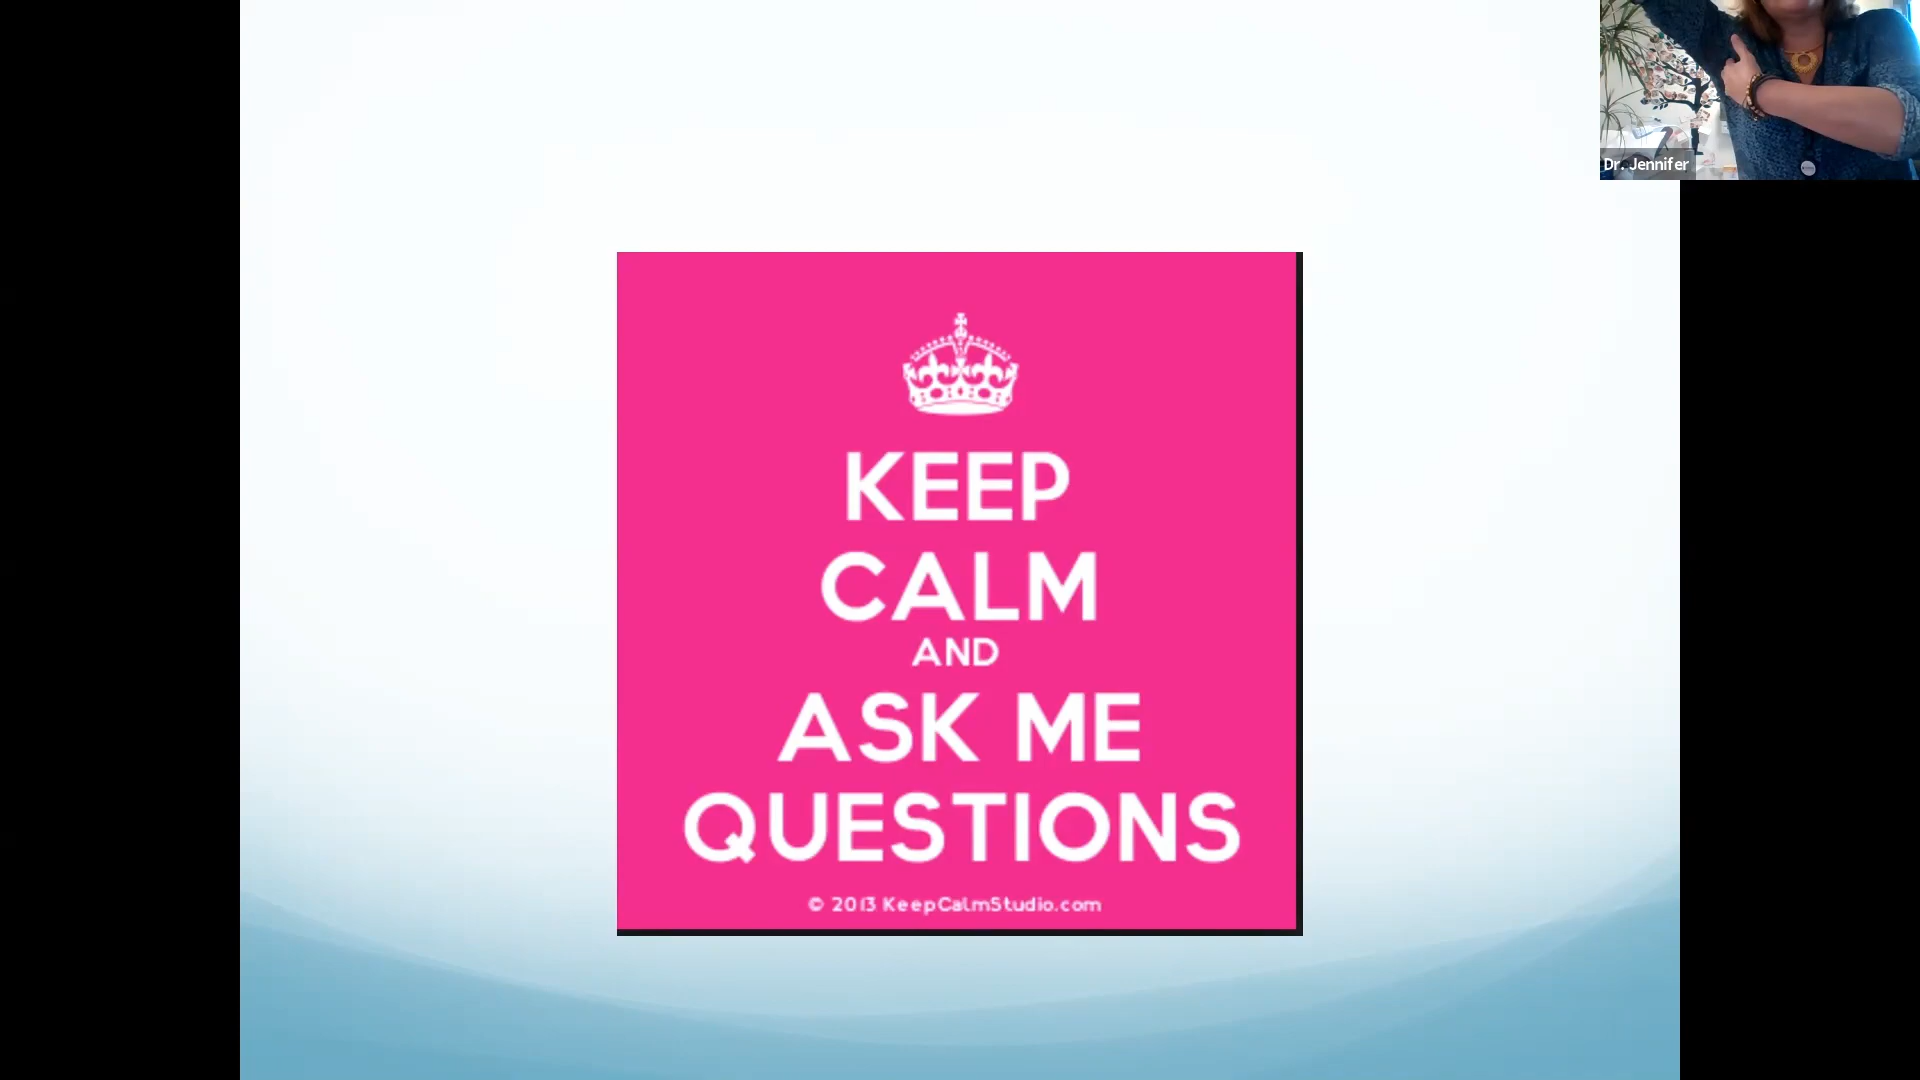 Dr. Jennifer
KEEP
CALM
AND
ASK ME
QUESTIONS
© 2013 KeepCalmStudio.com